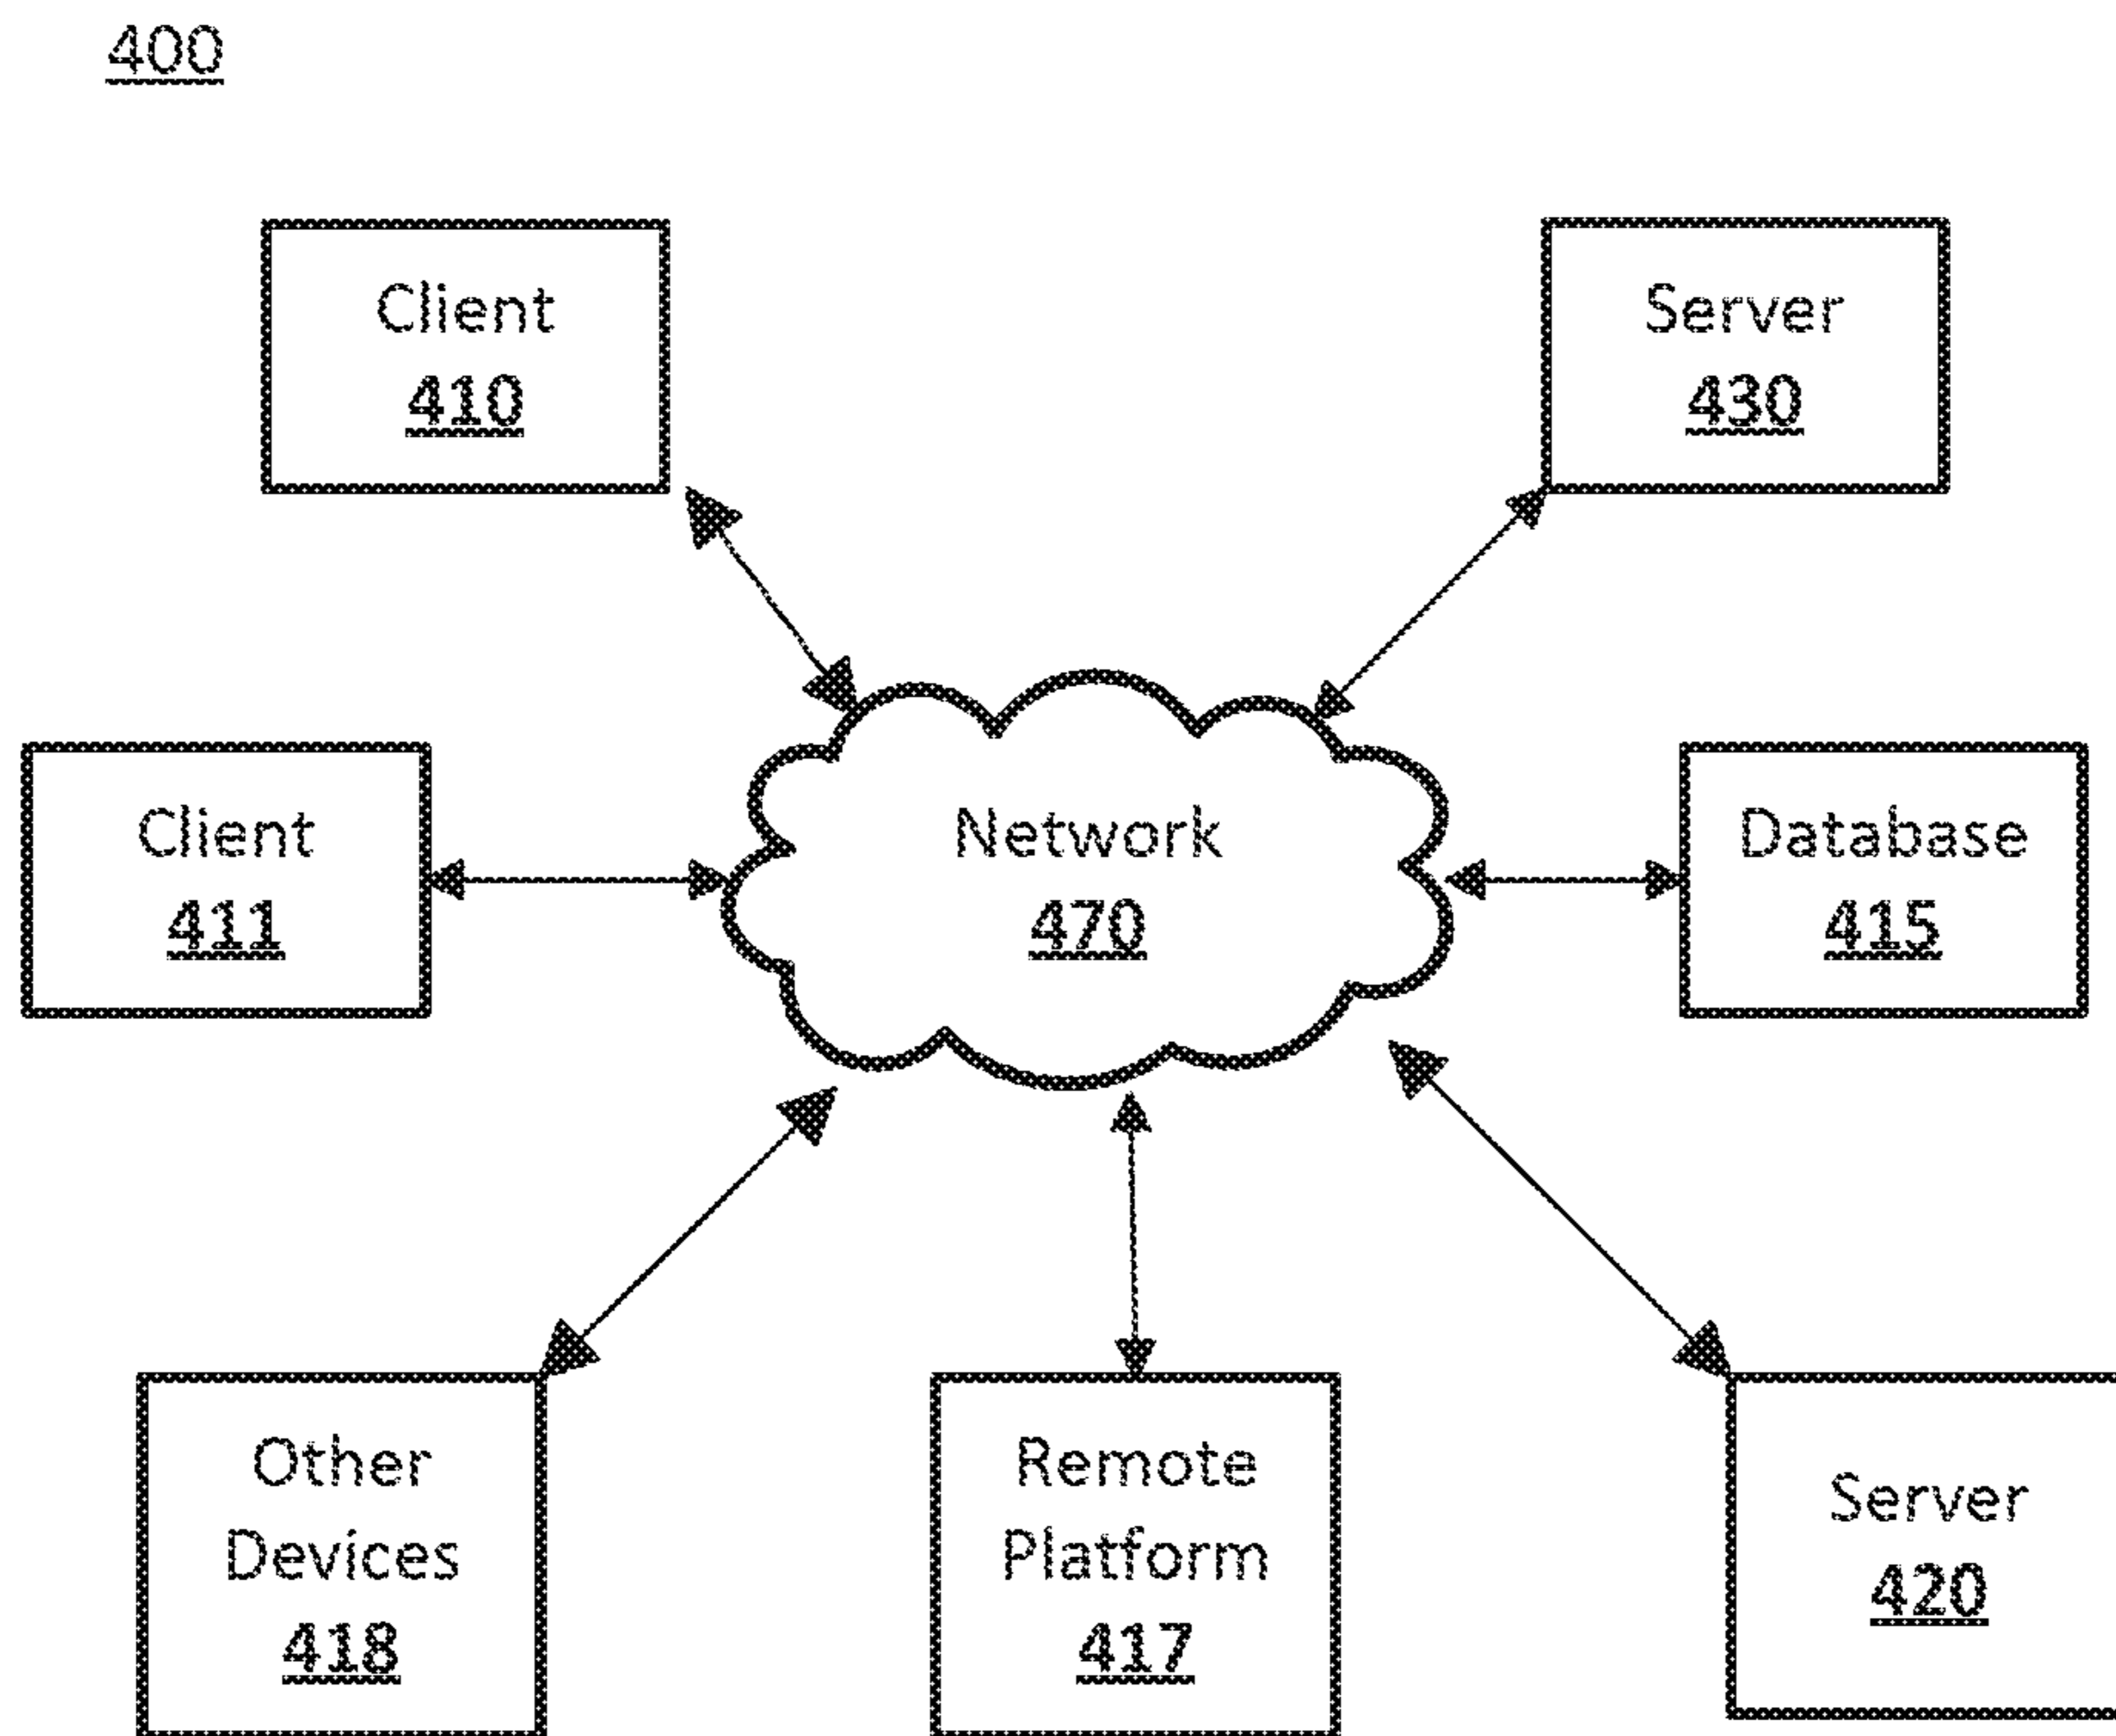 400
Client
410
Server
430
Client
411
Network
470
Database
415
Other
Devices
418
Remote
Platform
417
Server
420